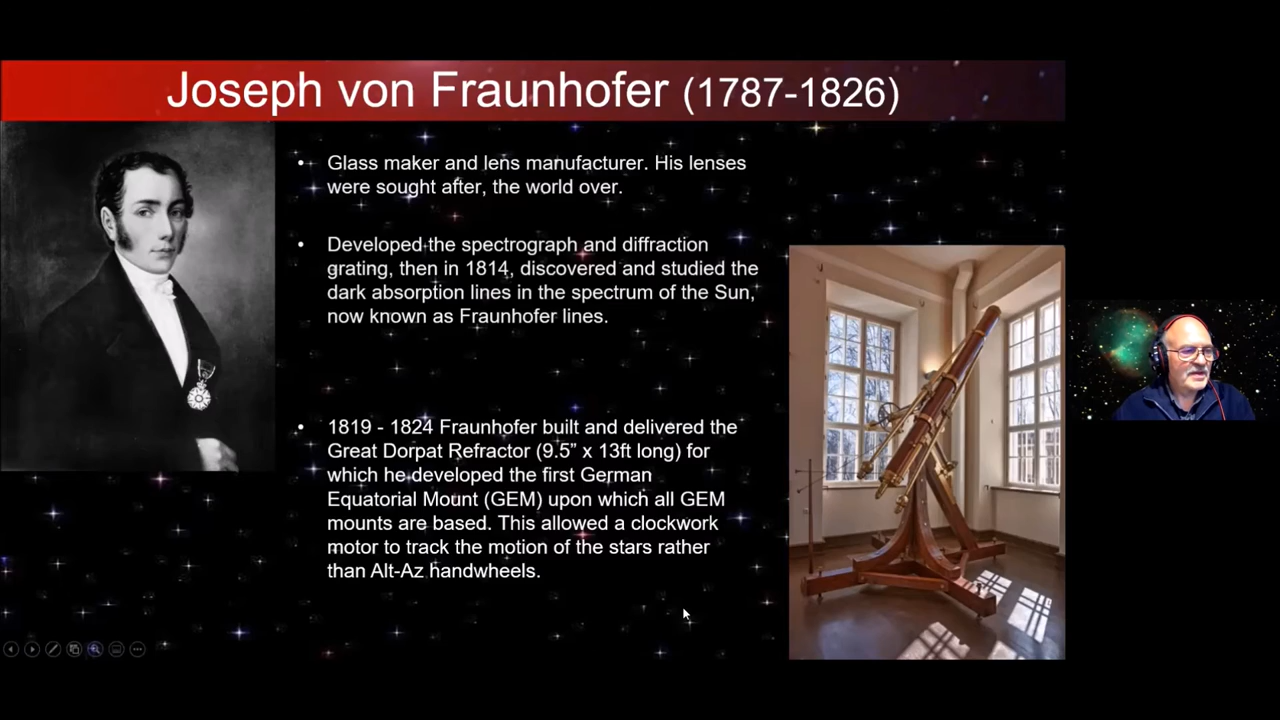 Joseph von Fraunhofer (1787-1826)
• Glass maker and lens manufacturer. His lenses
were sought after, the world over.
• Developed the spectrograph and diffraction
grating, then in 1814, discovered and studied the
dark absorption lines in the spectrum of the Sun,
now known as Fraunhofer lines.
• 1819 - 1824 Fraunhofer built and delivered the
Great Dorpat Refractor (9.5” x 13ft long) for
which he developed the first German
Equatorial Mount (GEM) upon which all GEM
mounts are based. This allowed a clockwork
motor to track the motion of the stars rather
than Alt-Az handwheels.